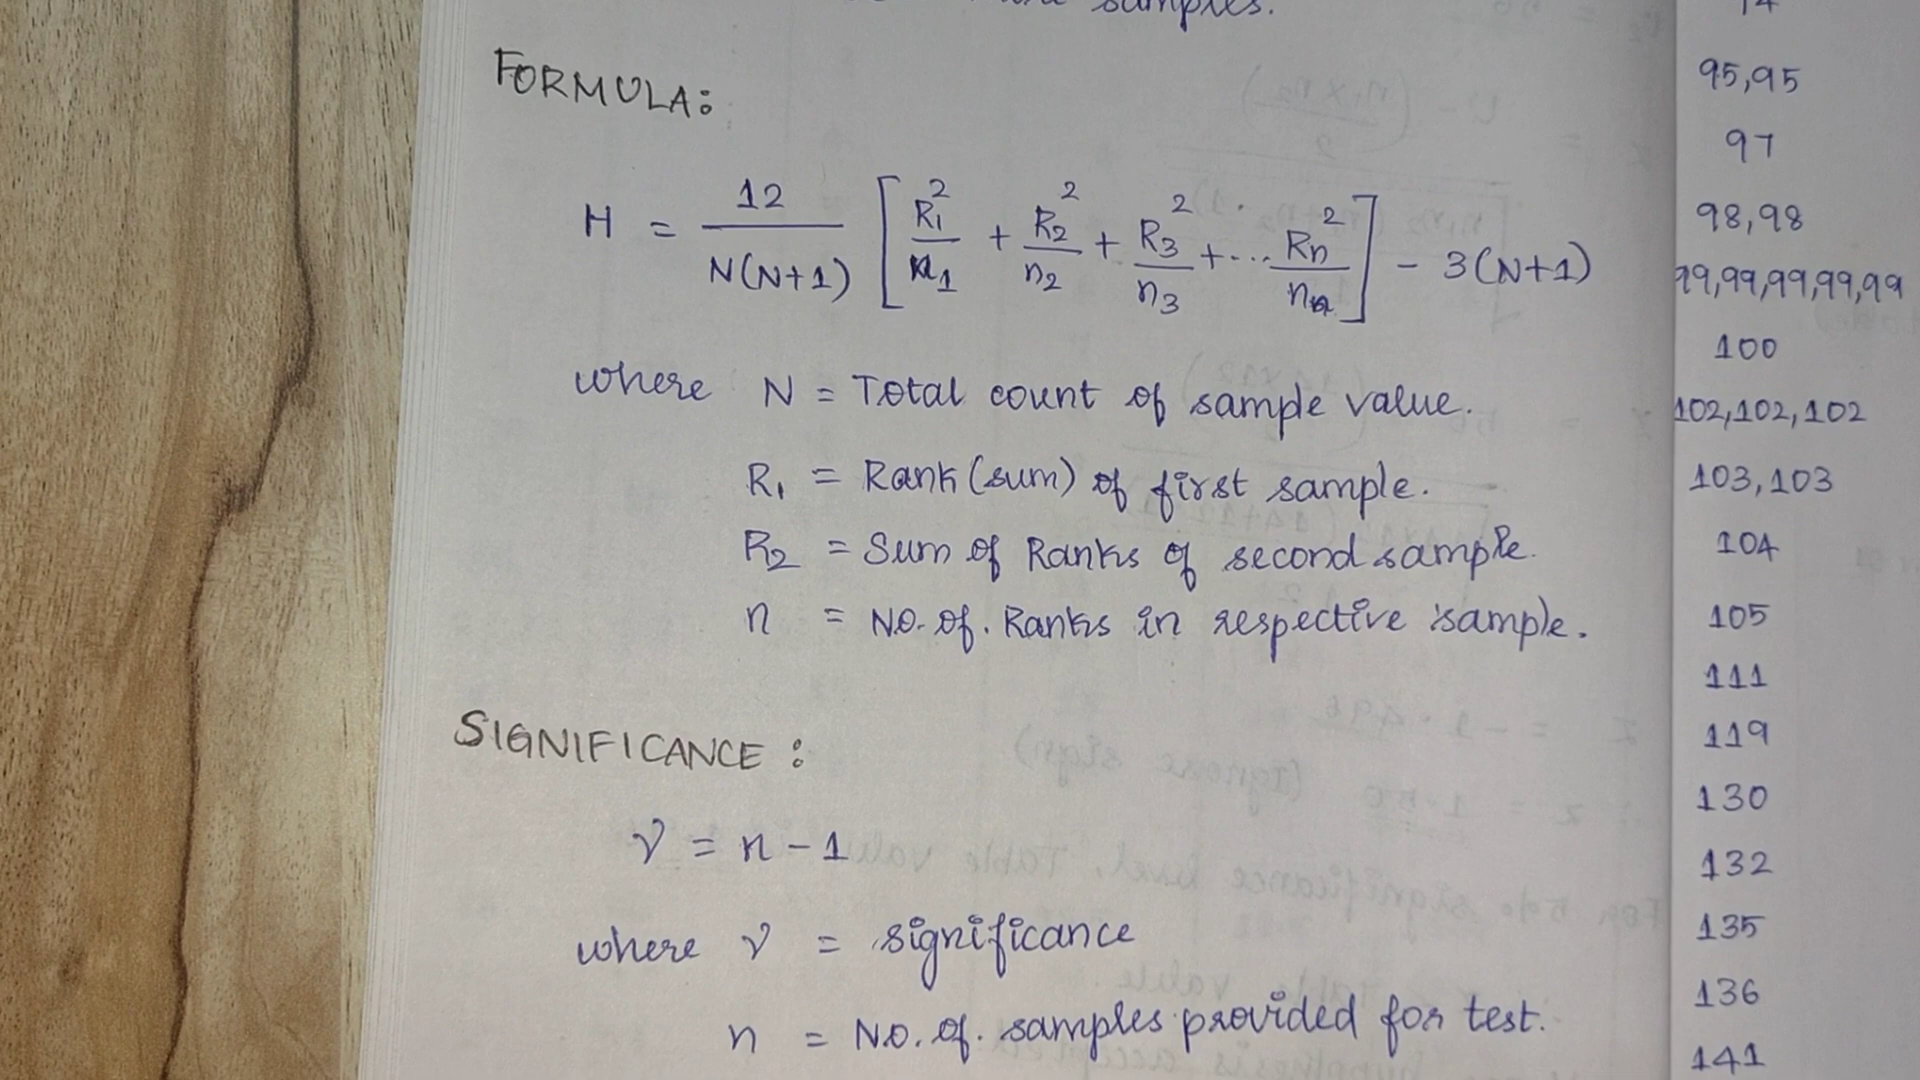 samples.
FORMULA:
H = 12 / N(N+1) [ R₁² / n₁ + R₂² / n₂ + R₃² / n₃ + ... Rn² / nn ] - 3(N+1)
where N = Total count of sample value.
R₁ = Rank (sum) of first sample.
R₂ = Sum of Ranks of second sample.
n = No. of. Ranks in respective sample.
SIGNIFICANCE :
ν = n - 1
where ν = significance
n = No. of. samples provided for test.
95,95
97
98,98
99,99,99,99,99
100
102,102,102
103,103
104
105
111
119
130
132
135
136
141